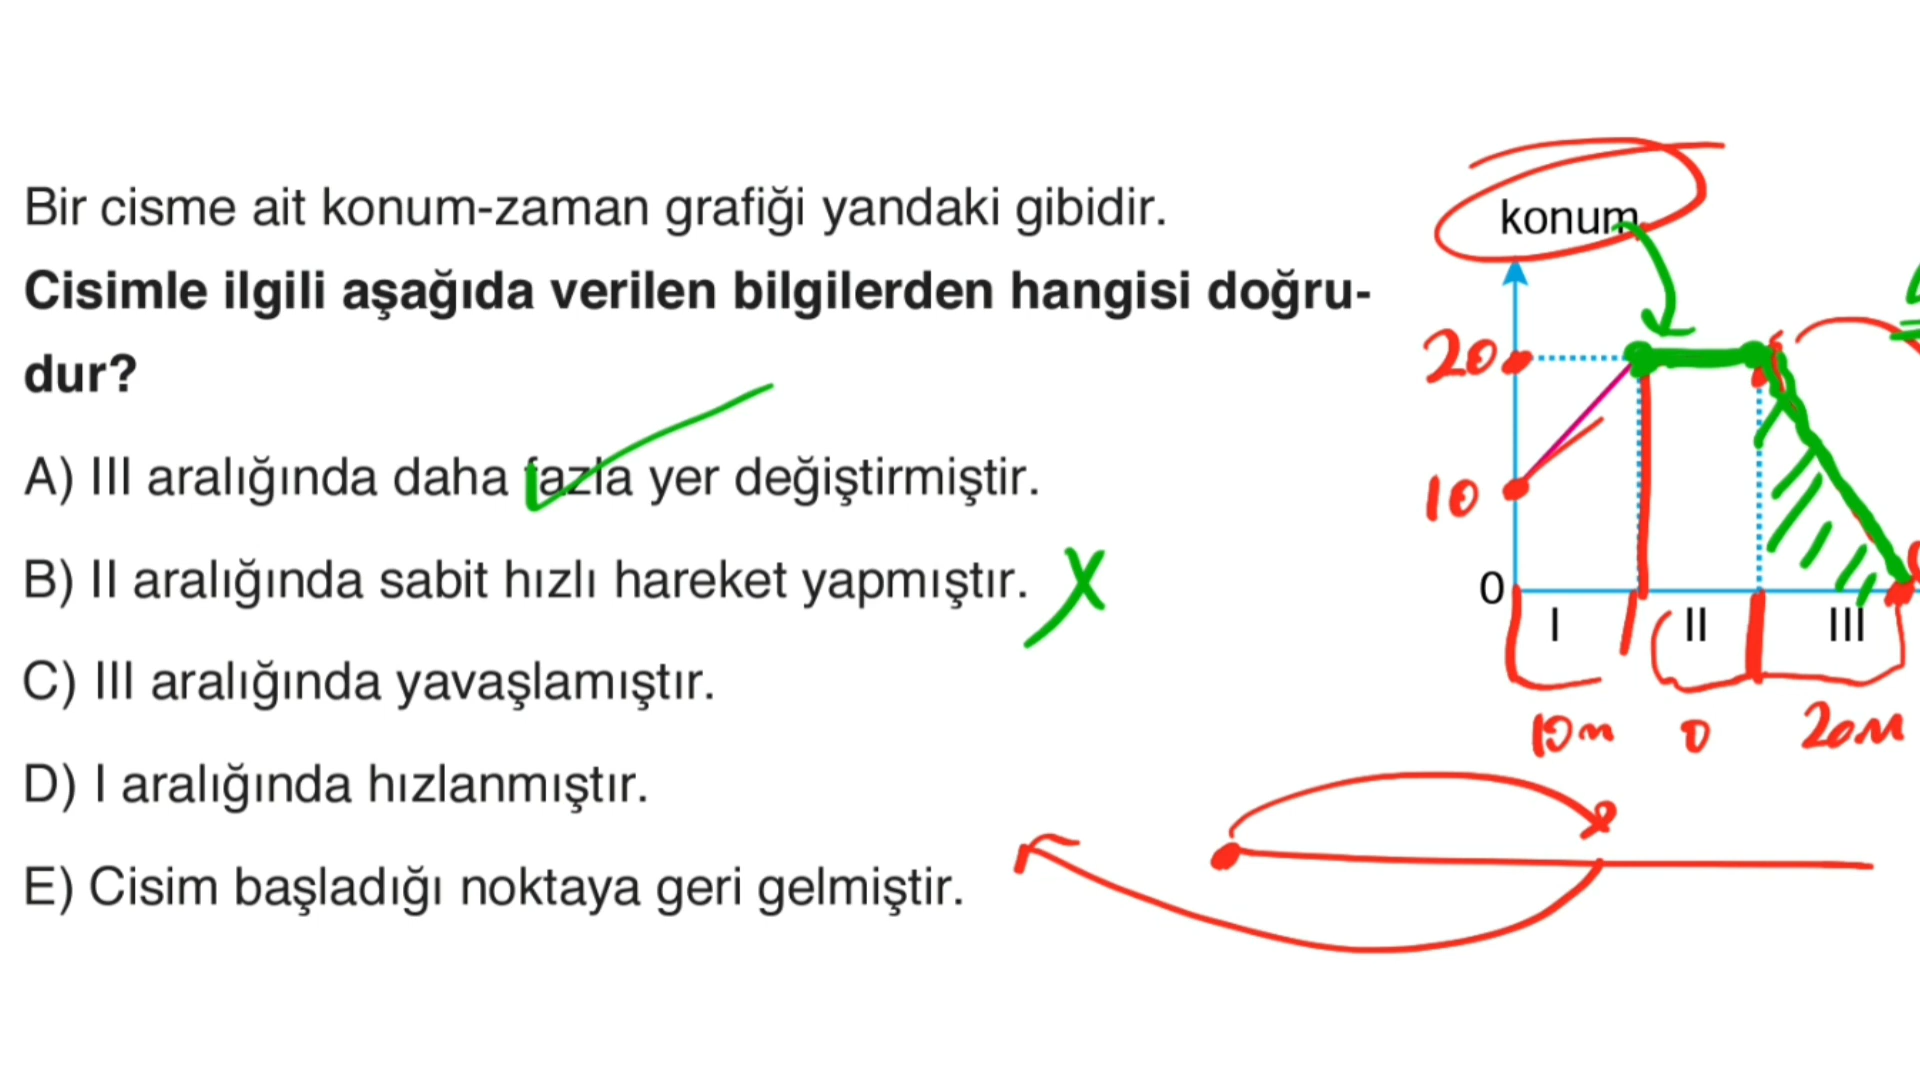 Bir cisme ait konum-zaman grafiği yandaki gibidir.
Cisimle ilgili aşağıda verilen bilgilerden hangisi doğru-
dur?
A) III aralığında daha fazla yer değiştirmiştir.
B) II aralığında sabit hızlı hareket yapmıştır.
C) III aralığında yavaşlamıştır.
D) I aralığında hızlanmıştır.
E) Cisim başladığı noktaya geri gelmiştir.
konum
20
10
0
I II III
10m 0 20m